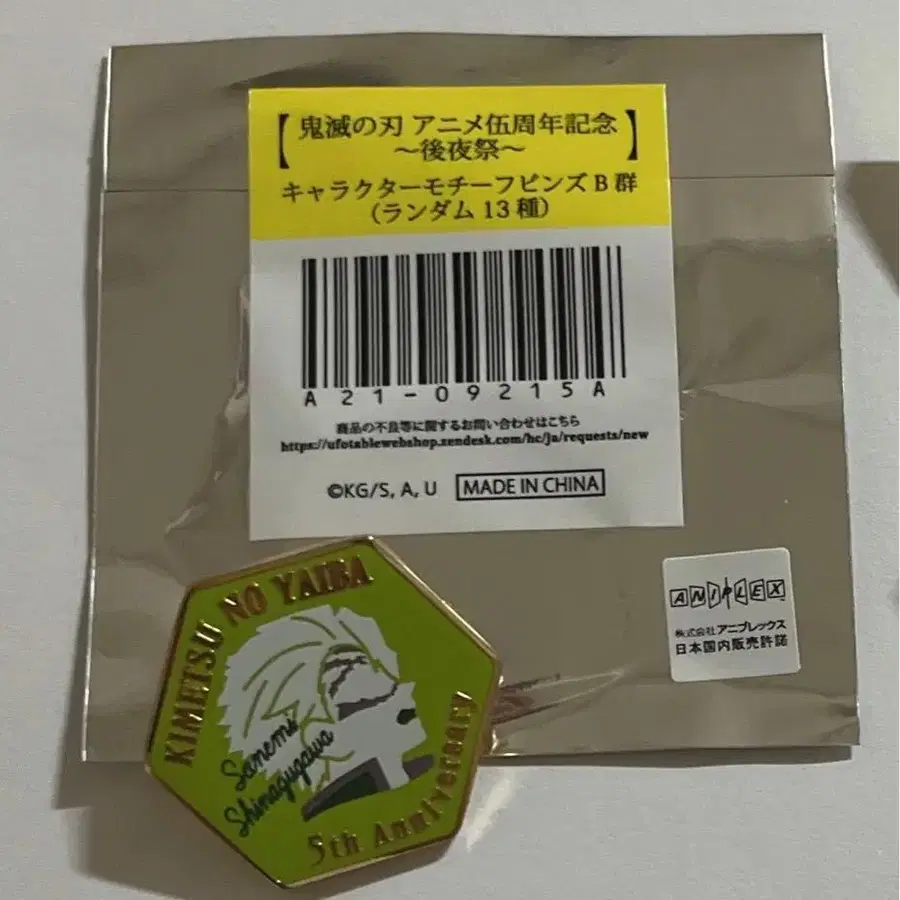 【鬼滅の刃 アニメ伍周年記念
～後夜祭～】
キャラクターモチーフピンズ B 群
（ランダム 13 種）
A21-09215A
商品の不良等に関するお問い合わせはこちら
https://ufotablewebshop.zendesk.com/hc/ja/requests/new
©KG/S, A, U MADE IN CHINA
ANIPLEX
株式会社アニプレックス
日本国内販売許諾
KIMETSU NO YAIBA
Sanemi
Shinazugawa
5th Anniversary